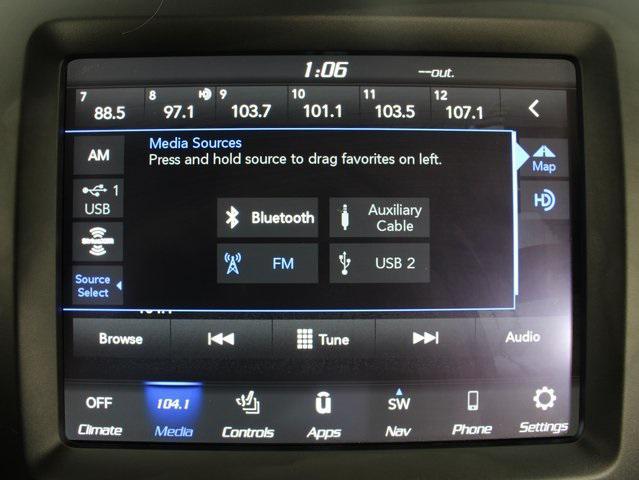 1:06 --out.
7 8 HD 9 10 11 12
88.5 97.1 103.7 101.1 103.5 107.1
Media Sources
Press and hold source to drag favorites on left.
AM
1
USB
Source
Select
Bluetooth
Auxiliary
Cable
FM
USB 2
Map
HD
Browse Tune Audio
OFF 104.1 SW
Climate Media Controls Apps Nav Phone Settings